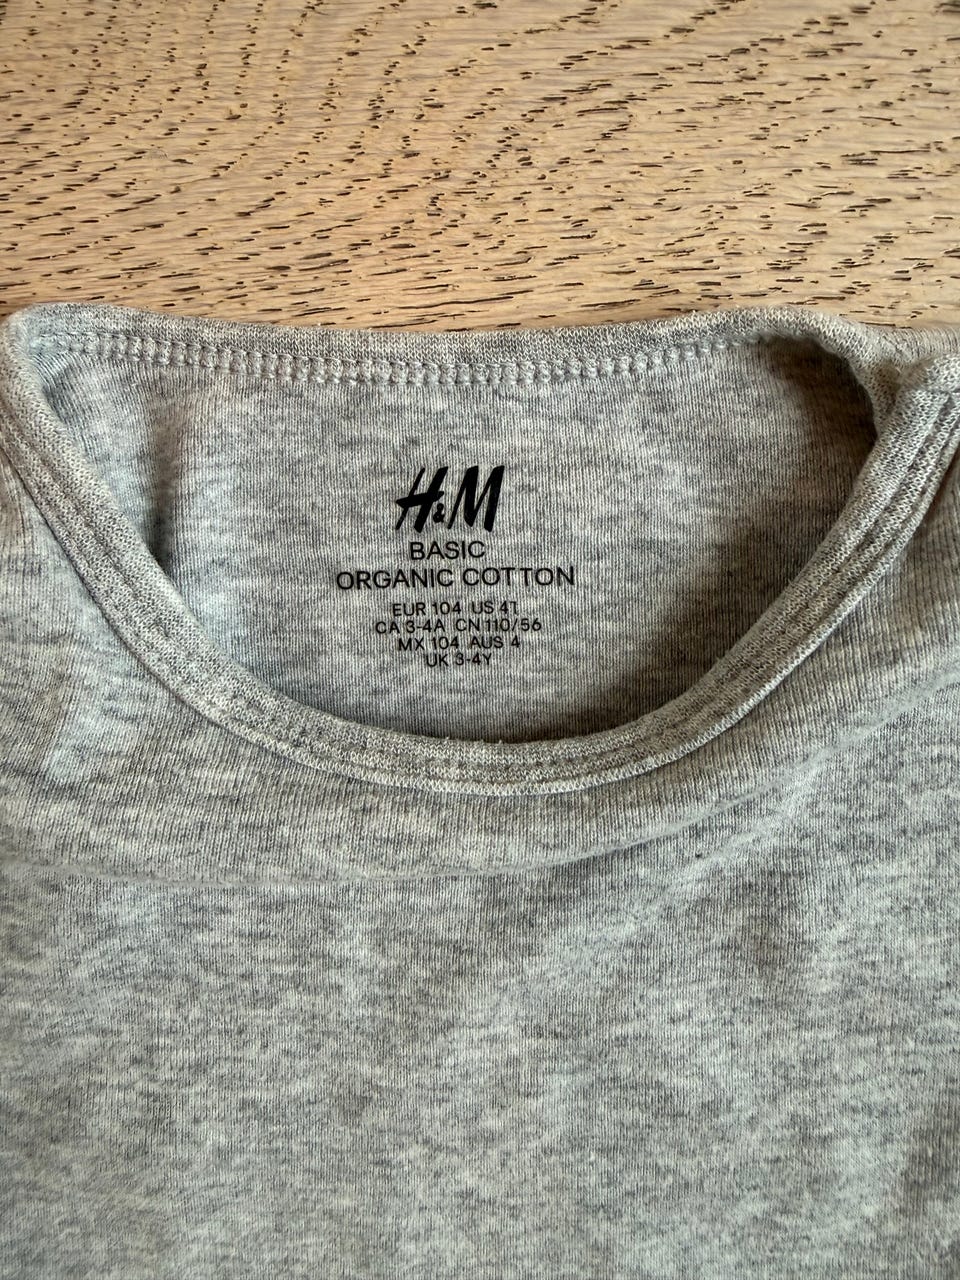 H&M
BASIC
ORGANIC COTTON
EUR 104 US 4T
CA 3-4A CN 110/56
MX 104 AUS 4
UK 3-4Y